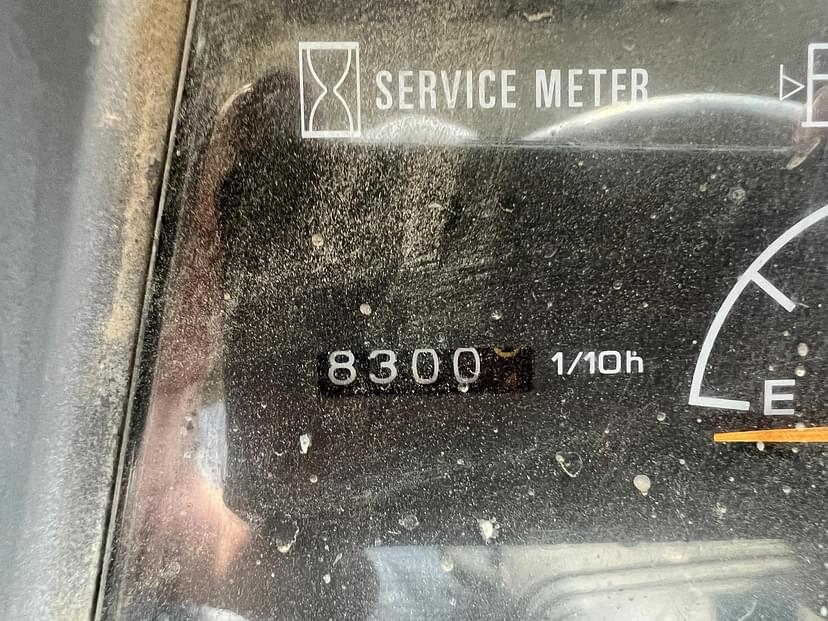 SERVICE METER
8300 1/10h
E